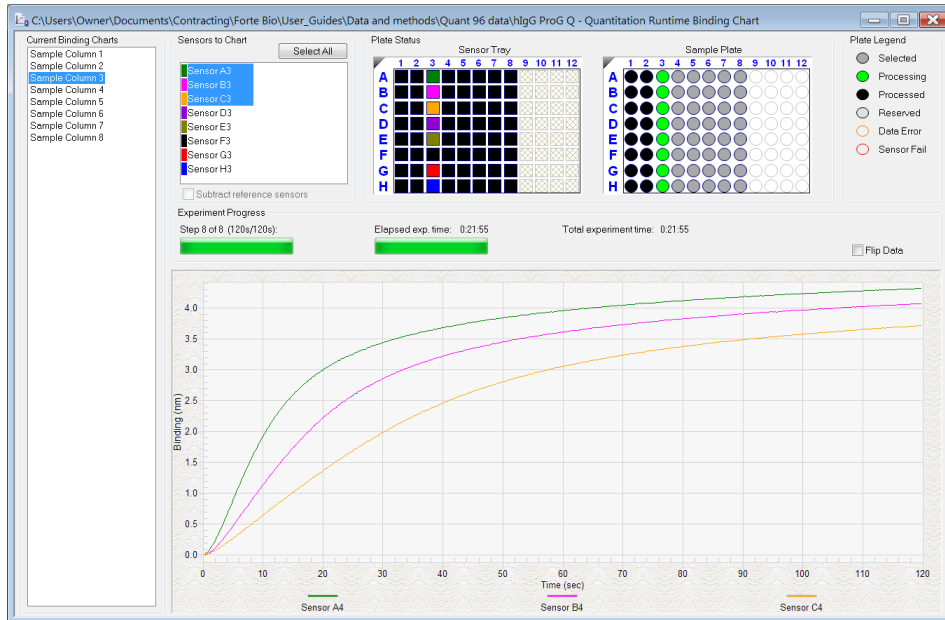 C:\Users\Owner\Documents\Contracting\Forte Bio\User_Guides\Data and methods\Quant 96 data\hIgG ProG Q - Quantitation Runtime Binding Chart
Current Binding Charts
Sample Column 1
Sample Column 2
Sample Column 3
Sample Column 4
Sample Column 5
Sample Column 6
Sample Column 7
Sample Column 8
Sensors to Chart
Select All
Sensor A3
Sensor B3
Sensor C3
Sensor D3
Sensor E3
Sensor F3
Sensor G3
Sensor H3
Subtract reference sensors
Plate Status
Sensor Tray
1 2 3 4 5 6 7 8 9 10 11 12
A
B
C
D
E
F
G
H
Sample Plate
1 2 3 4 5 6 7 8 9 10 11 12
A
B
C
D
E
F
G
H
Plate Legend
Selected
Processing
Processed
Reserved
Data Error
Sensor Fail
Experiment Progress
Step 8 of 8 (120s/120s):
Elapsed exp. time: 0:21:55
Total experiment time: 0:21:55
Flip Data
Binding (nm)
4.0
3.5
3.0
2.5
2.0
1.5
1.0
0.5
0.0
0 10 20 30 40 50 60 70 80 90 100 110 120
Time (sec)
Sensor A4 Sensor B4 Sensor C4